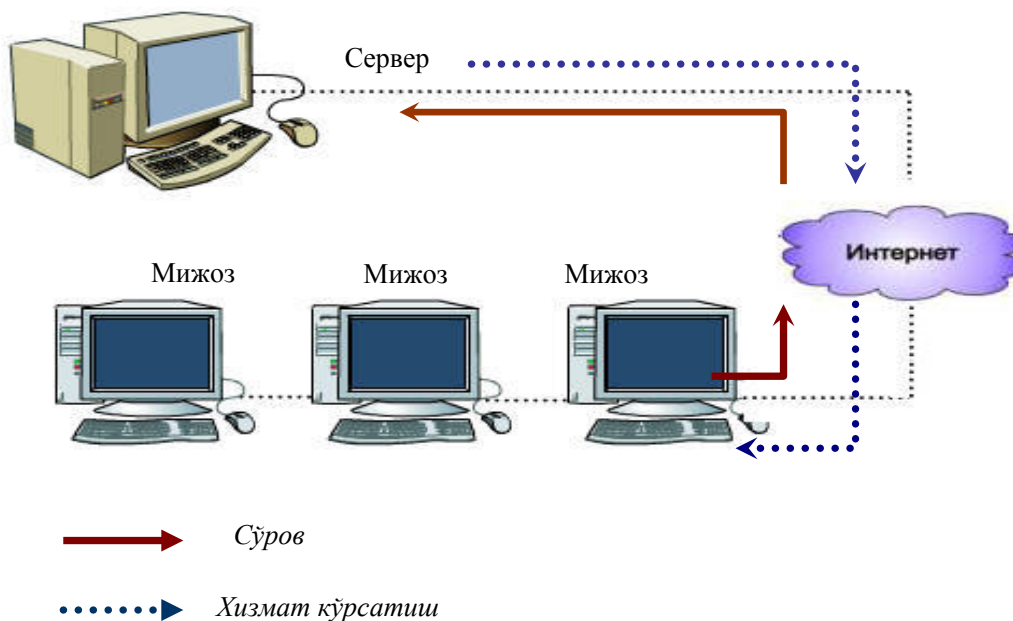 Сервер
Интернет
Мижоз Мижоз Мижоз
Сўров
Хизмат кўрсатиш